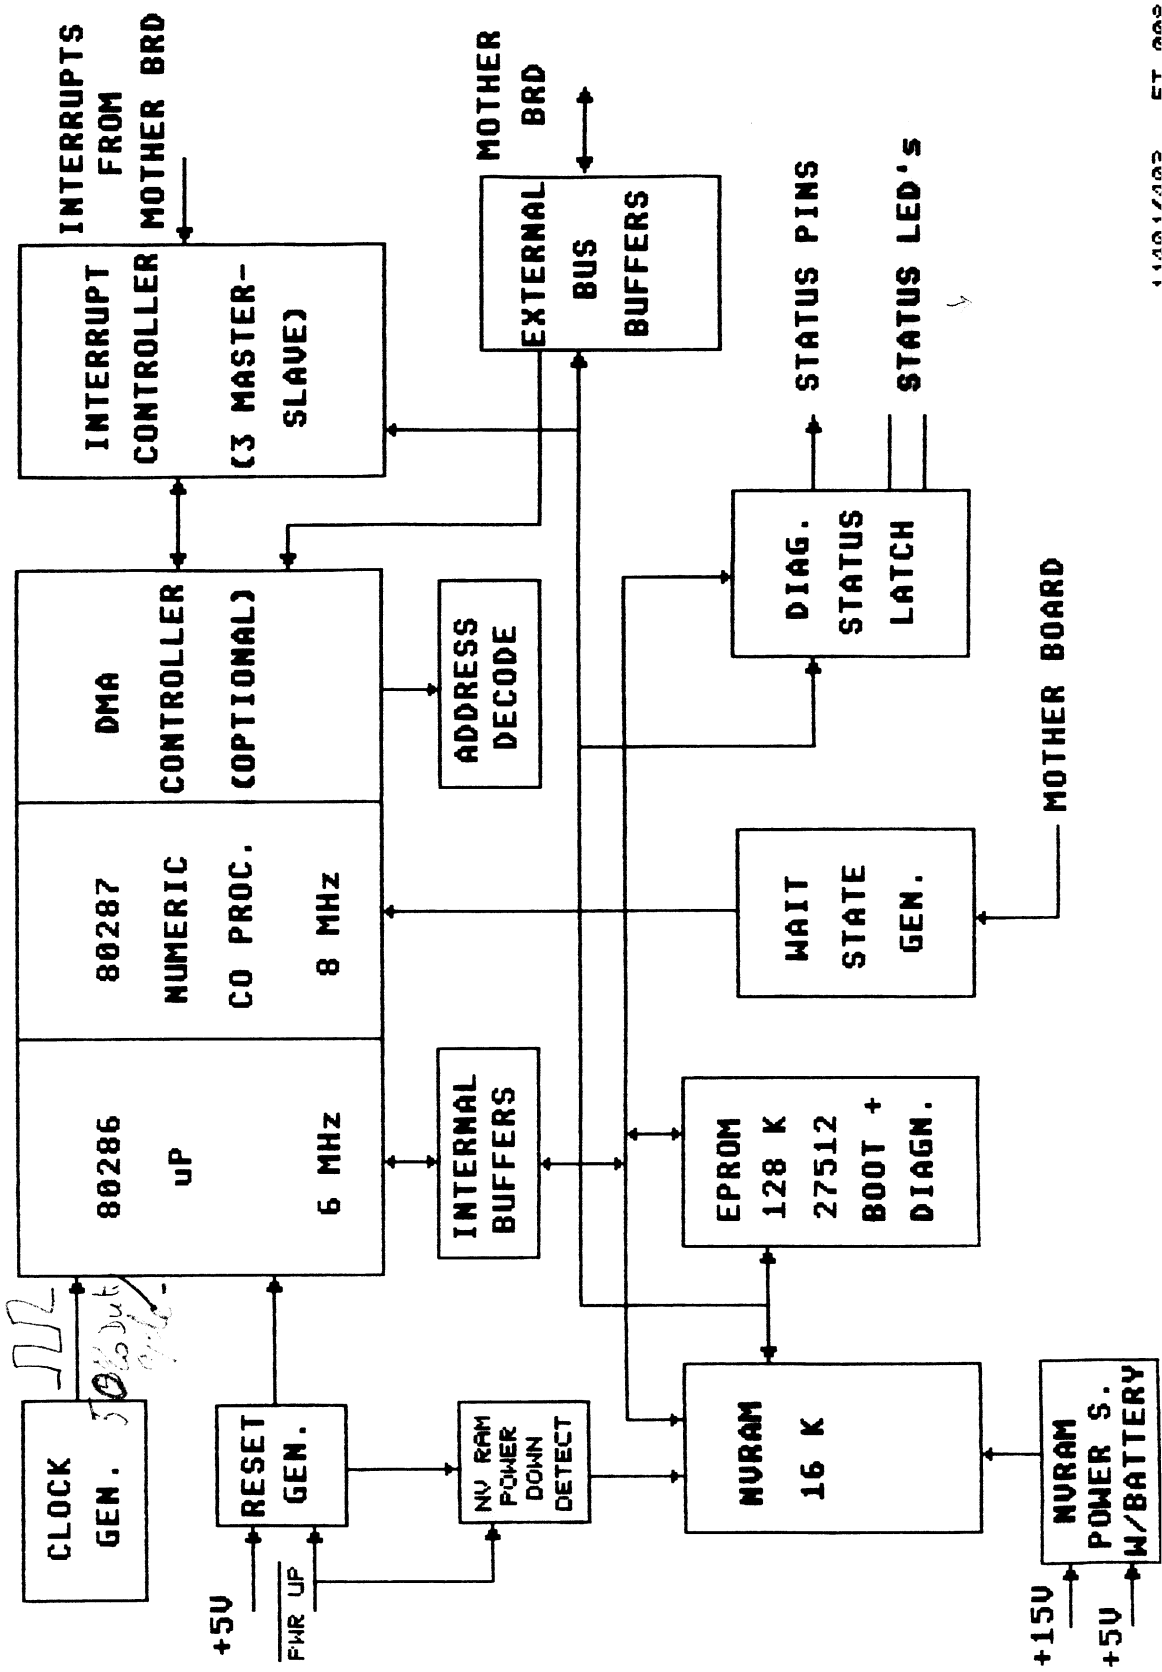 CLOCK
GEN.
50% Dut
+5V
PWR UP
RESET
GEN.
NV RAM
POWER
DOWN
DETECT
+15V
+5V
NVRAM
POWER S.
W/BATTERY
NVRAM
16 K
80286
uP
6 MHz
INTERNAL
BUFFERS
EPROM
128 K
27512
BOOT +
DIAGN.
80287
NUMERIC
CO PROC.
8 MHz
WAIT
STATE
GEN.
MOTHER BOARD
DMA
CONTROLLER
(OPTIONAL)
ADDRESS
DECODE
DIAG.
STATUS
LATCH
STATUS PINS
STATUS LED's
INTERRUPT
CONTROLLER
(3 MASTER-
SLAVE)
INTERRUPTS
FROM
MOTHER BRD
EXTERNAL
BUS
BUFFERS
MOTHER
BRD